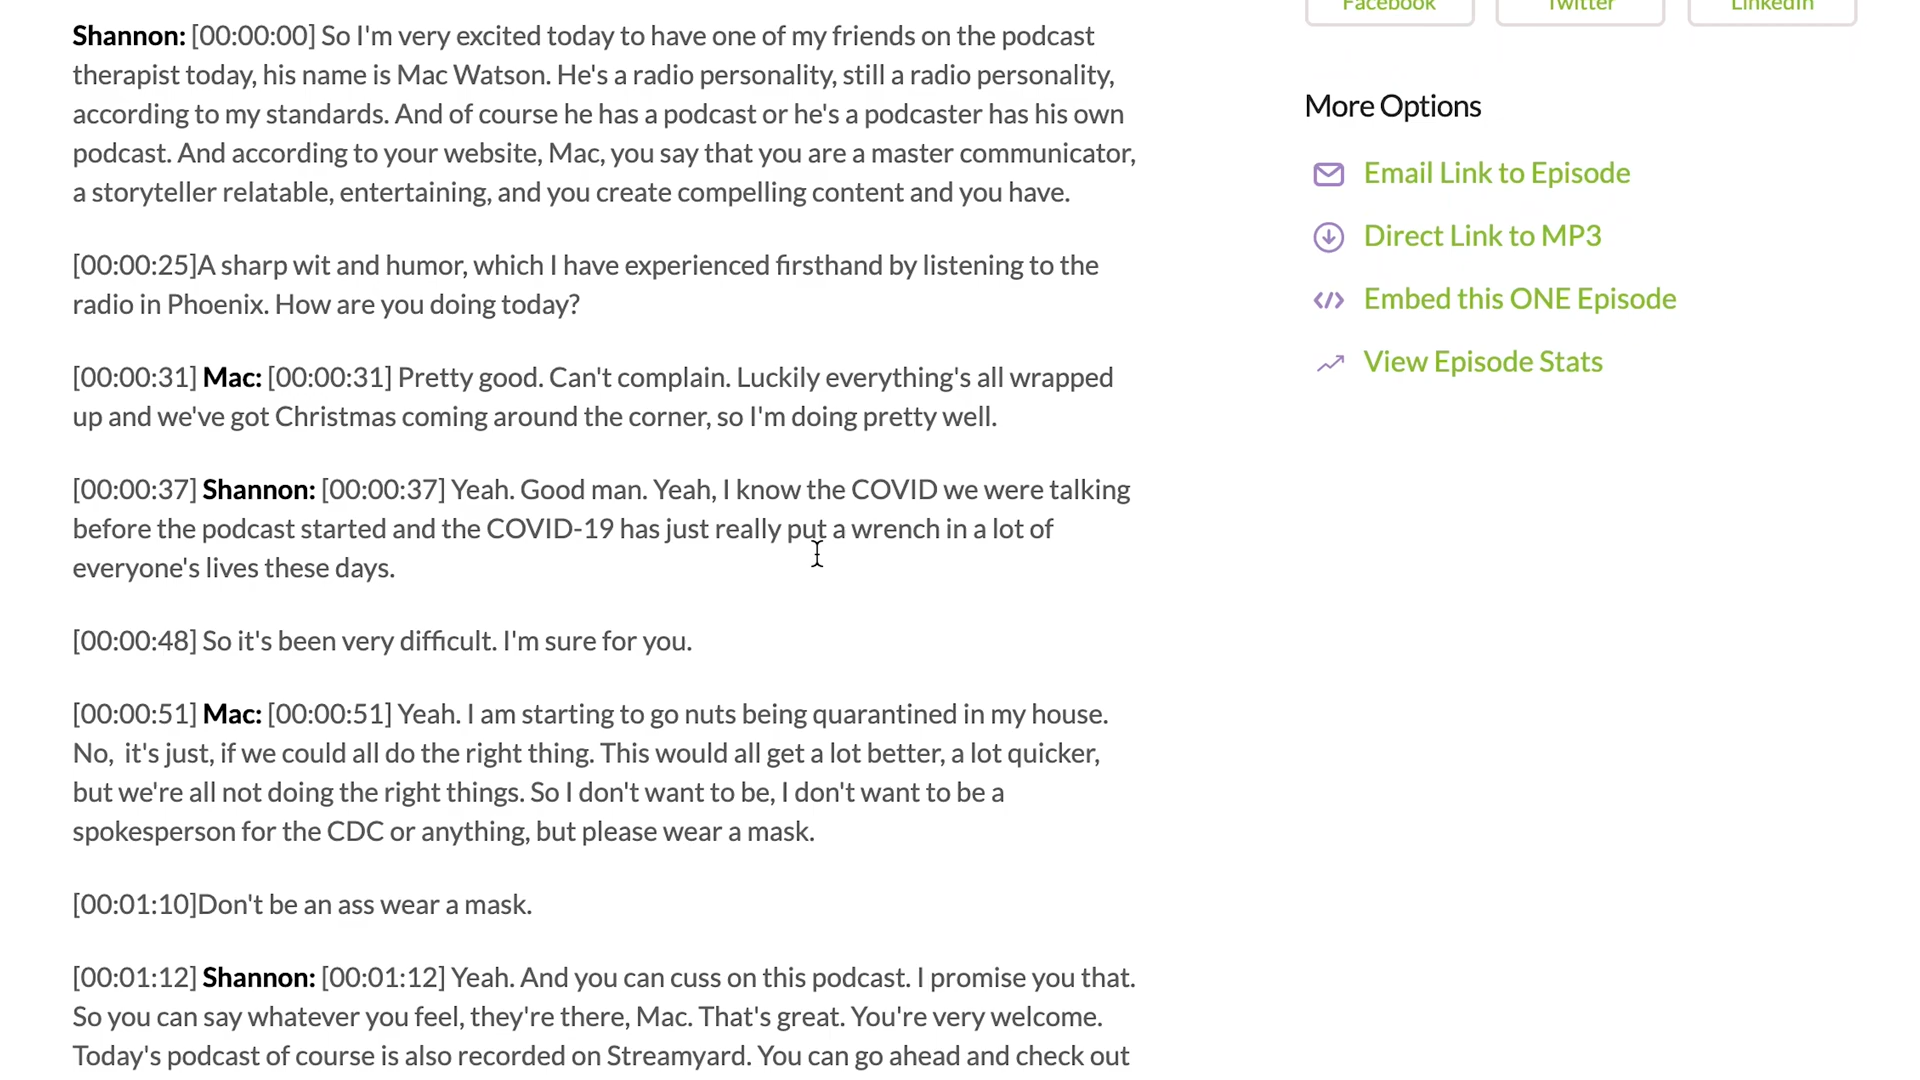 Shannon: [00:00:00] So I'm very excited today to have one of my friends on the podcast
therapist today, his name is Mac Watson. He's a radio personality, still a radio personality,
according to my standards. And of course he has a podcast or he's a podcaster has his own
podcast. And according to your website, Mac, you say that you are a master communicator,
a storyteller relatable, entertaining, and you create compelling content and you have.
[00:00:25]A sharp wit and humor, which I have experienced firsthand by listening to the
radio in Phoenix. How are you doing today?
[00:00:31] Mac: [00:00:31] Pretty good. Can't complain. Luckily everything's all wrapped
up and we've got Christmas coming around the corner, so I'm doing pretty well.
[00:00:37] Shannon: [00:00:37] Yeah. Good man. Yeah, I know the COVID we were talking
before the podcast started and the COVID-19 has just really put a wrench in a lot of
everyone's lives these days.
[00:00:48] So it's been very difficult. I'm sure for you.
[00:00:51] Mac: [00:00:51] Yeah. I am starting to go nuts being quarantined in my house.
No,  it's just, if we could all do the right thing. This would all get a lot better, a lot quicker,
but we're all not doing the right things. So I don't want to be, I don't want to be a
spokesperson for the CDC or anything, but please wear a mask.
[00:01:10]Don't be an ass wear a mask.
[00:01:12] Shannon: [00:01:12] Yeah. And you can cuss on this podcast. I promise you that.
So you can say whatever you feel, they're there, Mac. That's great. You're very welcome.
Today's podcast of course is also recorded on Streamyard. You can go ahead and check out
Facebook
Twitter
LinkedIn
More Options
Email Link to Episode
Direct Link to MP3
Embed this ONE Episode
View Episode Stats